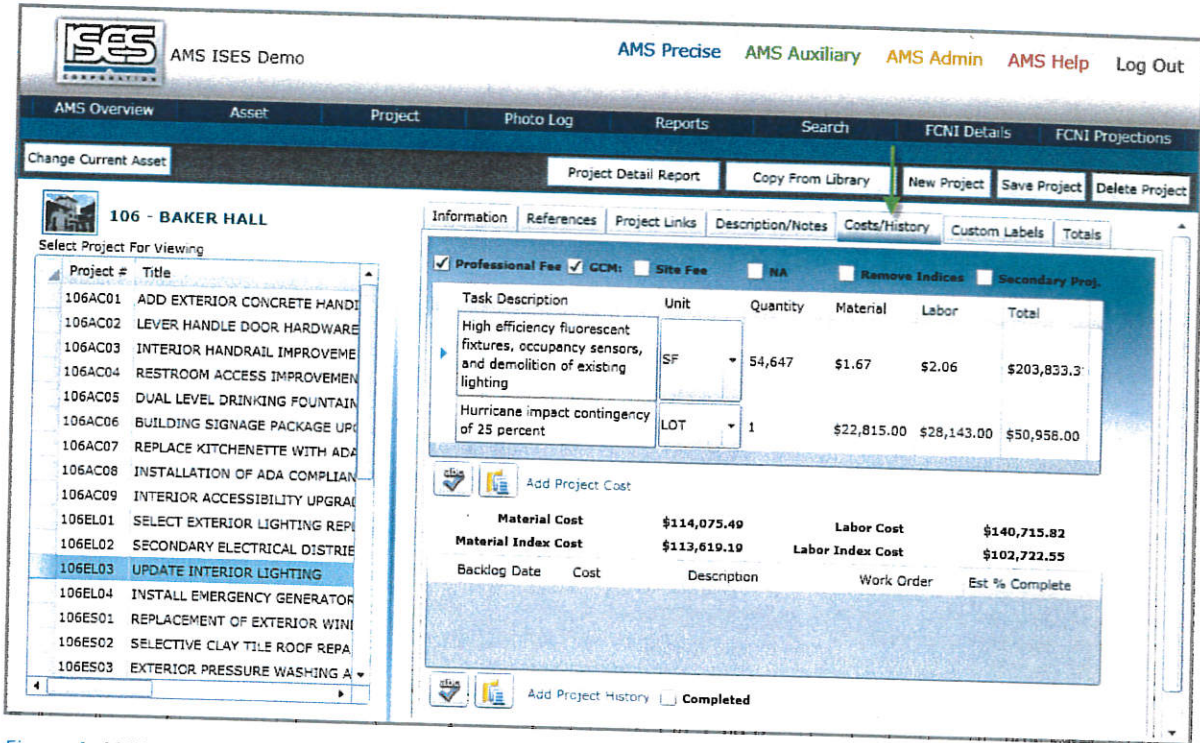 ISES
CORPORATION
AMS ISES Demo
AMS Precise AMS Auxiliary AMS Admin AMS Help Log Out
AMS Overview Asset Project Photo Log Reports Search FCNI Details FCNI Projections
Change Current Asset Project Detail Report Copy From Library New Project Save Project Delete Project
106 - BAKER HALL
Select Project For Viewing
Project # Title
106AC01 ADD EXTERIOR CONCRETE HANDI
106AC02 LEVER HANDLE DOOR HARDWARE
106AC03 INTERIOR HANDRAIL IMPROVEME
106AC04 RESTROOM ACCESS IMPROVEMEN
106AC05 DUAL LEVEL DRINKING FOUNTAIN
106AC06 BUILDING SIGNAGE PACKAGE UPG
106AC07 REPLACE KITCHENETTE WITH ADA
106AC08 INSTALLATION OF ADA COMPLIAN
106AC09 INTERIOR ACCESSIBILITY UPGRAD
106EL01 SELECT EXTERIOR LIGHTING REPL
106EL02 SECONDARY ELECTRICAL DISTRIE
106EL03 UPDATE INTERIOR LIGHTING
106EL04 INSTALL EMERGENCY GENERATOR
106ES01 REPLACEMENT OF EXTERIOR WIND
106ES02 SELECTIVE CLAY TILE ROOF REPA
106ES03 EXTERIOR PRESSURE WASHING A
Information References Project Links Description/Notes Costs/History Custom Labels Totals
Professional Fee GCM: Site Fee NA Remove Indices Secondary Proj.
Task Description Unit Quantity Material Labor Total
High efficiency fluorescent
fixtures, occupancy sensors,
and demolition of existing
lighting
SF 54,647 $1.67 $2.06 $203,833.3
Hurricane impact contingency
of 25 percent
LOT 1 $22,815.00 $28,143.00 $50,958.00
Add Project Cost
Material Cost $114,075.49 Labor Cost $140,715.82
Material Index Cost $113,619.19 Labor Index Cost $102,722.55
Backlog Date Cost Description Work Order Est % Complete
Add Project History Completed